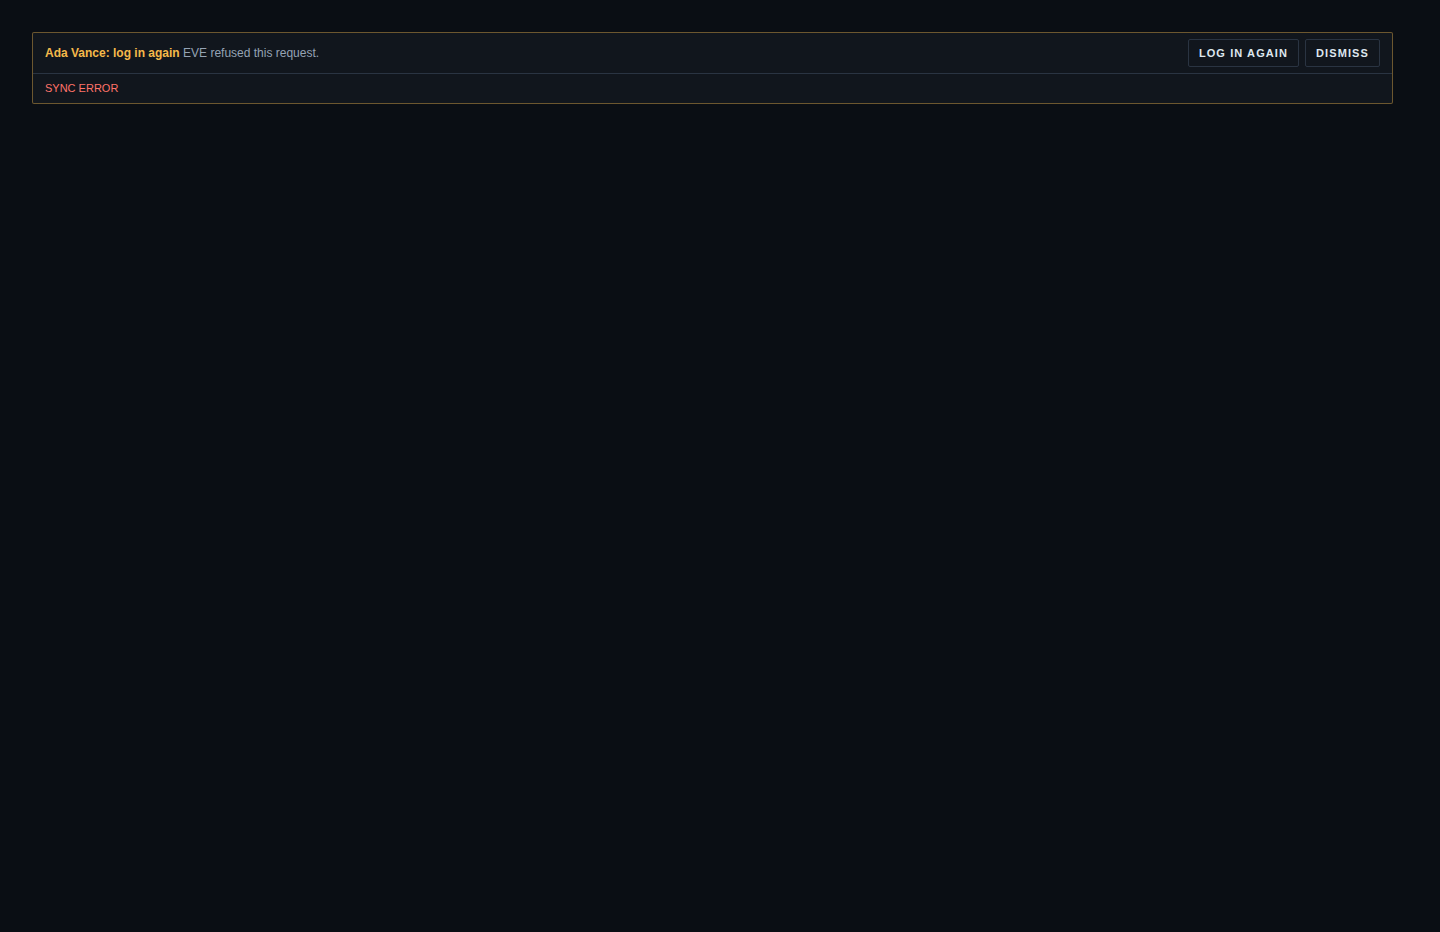 Ada Vance: log in again EVE refused this request.
LOG IN AGAIN
DISMISS
SYNC ERROR